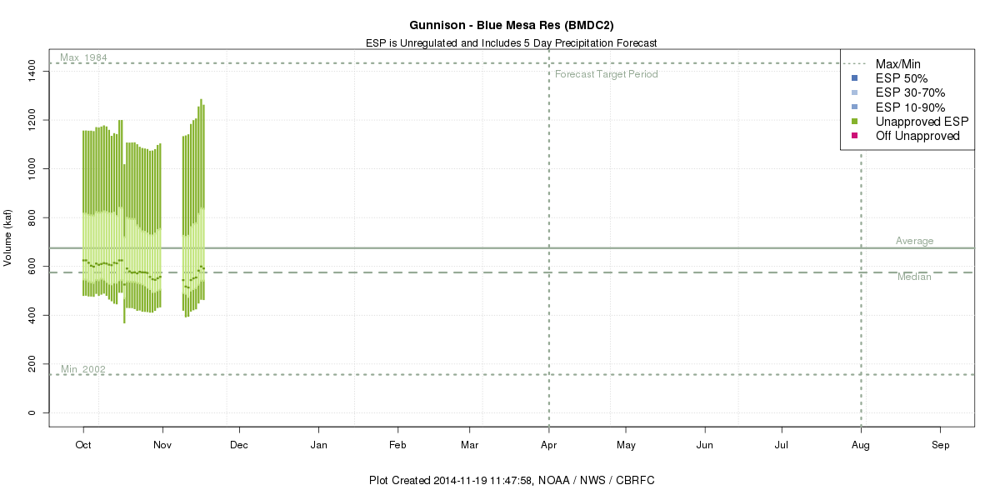 Gunnison - Blue Mesa Res (BMDC2)
ESP is Unregulated and Includes 5 Day Precipitation Forecast
Max 1984
Forecast Target Period
Max/Min
ESP 50%
ESP 30-70%
ESP 10-90%
Unapproved ESP
Off Unapproved
Average
Median
Min 2002
Volume (kaf)
1400
1200
1000
800
600
400
200
0
Oct Nov Dec Jan Feb Mar Apr May Jun Jul Aug Sep
Plot Created 2014-11-19 11:47:58, NOAA / NWS / CBRFC